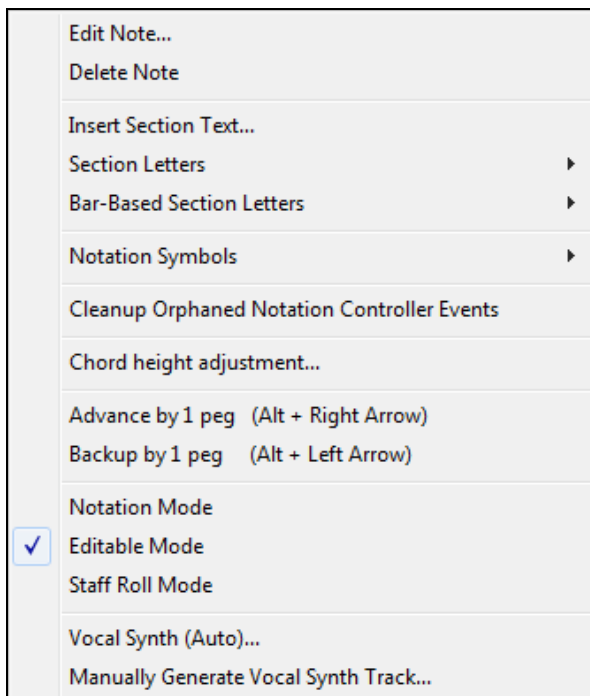 Edit Note...
Delete Note
Insert Section Text...
Section Letters
Bar-Based Section Letters
Notation Symbols
Cleanup Orphaned Notation Controller Events
Chord height adjustment...
Advance by 1 peg (Alt + Right Arrow)
Backup by 1 peg (Alt + Left Arrow)
Notation Mode
Editable Mode
Staff Roll Mode
Vocal Synth (Auto)...
Manually Generate Vocal Synth Track...